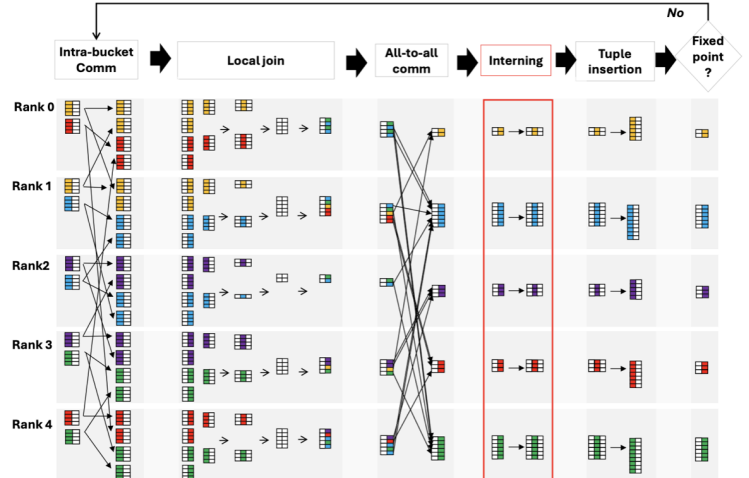 No
Intra-bucket
Comm
Local join
All-to-all
comm
Interning
Tuple
insertion
Fixed
point
?
Rank 0
Rank 1
Rank2
Rank 3
Rank 4